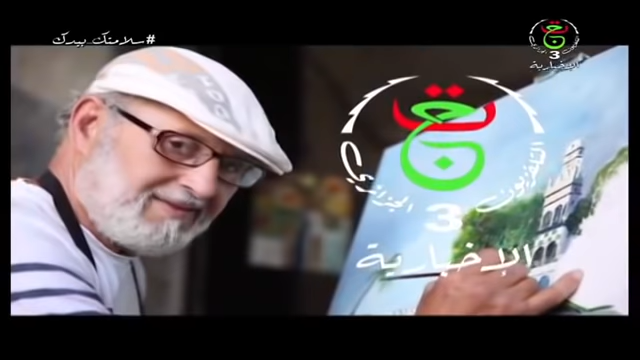 #سلامتك_بيدك
3
الإخبارية
التلفزيون الجزائري
3
الإخبارية